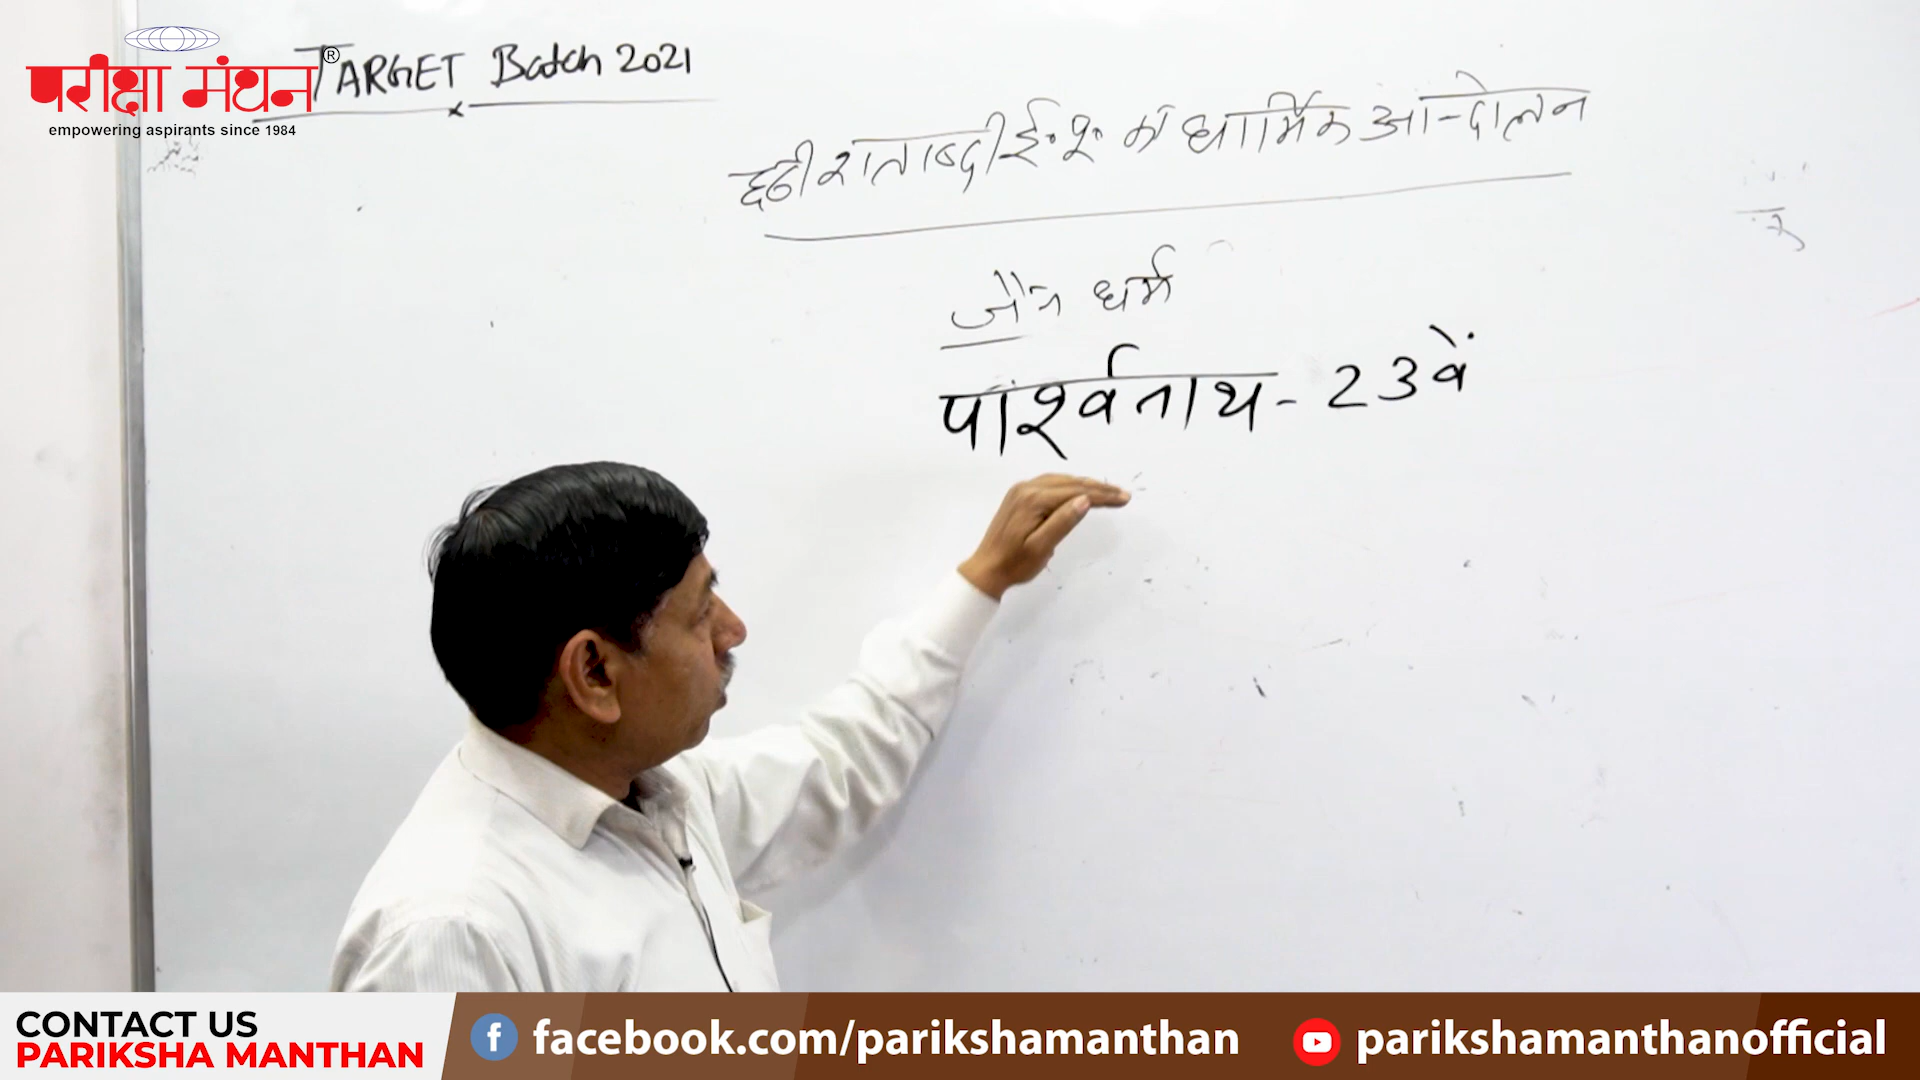 परीक्षा मंथन®
empowering aspirants since 1984
TARGET Batch 2021
छठी शताब्दी ई॰पू॰ का धार्मिक आन्दोलन
जैन धर्म
पार्श्वनाथ - 23वें
CONTACT US
PARIKSHA MANTHAN
facebook.com/parikshamanthan
parikshamanthanofficial